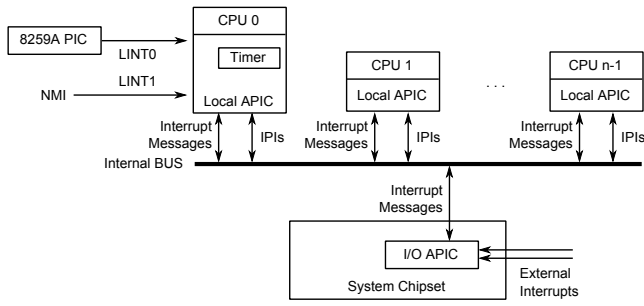 CPU 0
8259A PIC
LINT0
Timer
LINT1
NMI
Local APIC
CPU 1
Local APIC
. . .
CPU n-1
Local APIC
Interrupt
Messages
IPIs
Interrupt
Messages
IPIs
Interrupt
Messages
IPIs
Internal BUS
Interrupt
Messages
I/O APIC
System Chipset
External
Interrupts